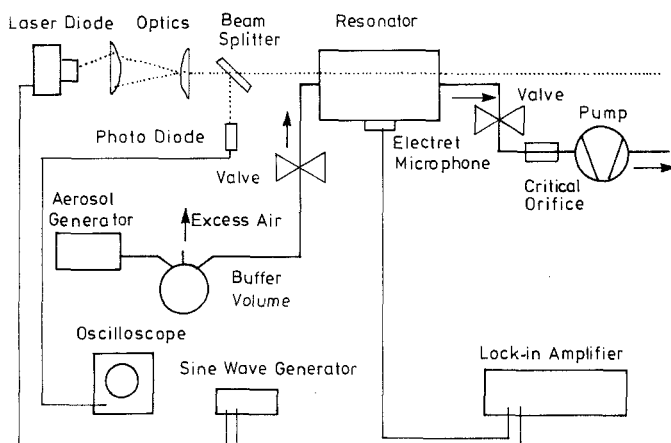 Laser Diode
Optics
Beam
Splitter
Resonator
Valve
Pump
Photo Diode
Electret
Microphone
Valve
Critical
Orifice
Aerosol
Generator
Excess Air
Buffer
Volume
Oscilloscope
Sine Wave Generator
Lock-in Amplifier